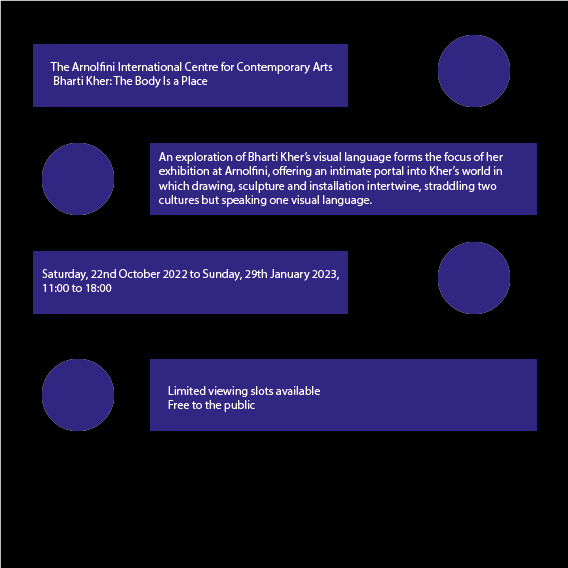 The Arnolfini International Centre for Contemporary Arts
Bharti Kher: The Body Is a Place
An exploration of Bharti Kher’s visual language forms the focus of her
exhibition at Arnolfini, offering an intimate portal into Kher’s world in
which drawing, sculpture and installation intertwine, straddling two
cultures but speaking one visual language.
Saturday, 22nd October 2022 to Sunday, 29th January 2023,
11:00 to 18:00
Limited viewing slots available
Free to the public